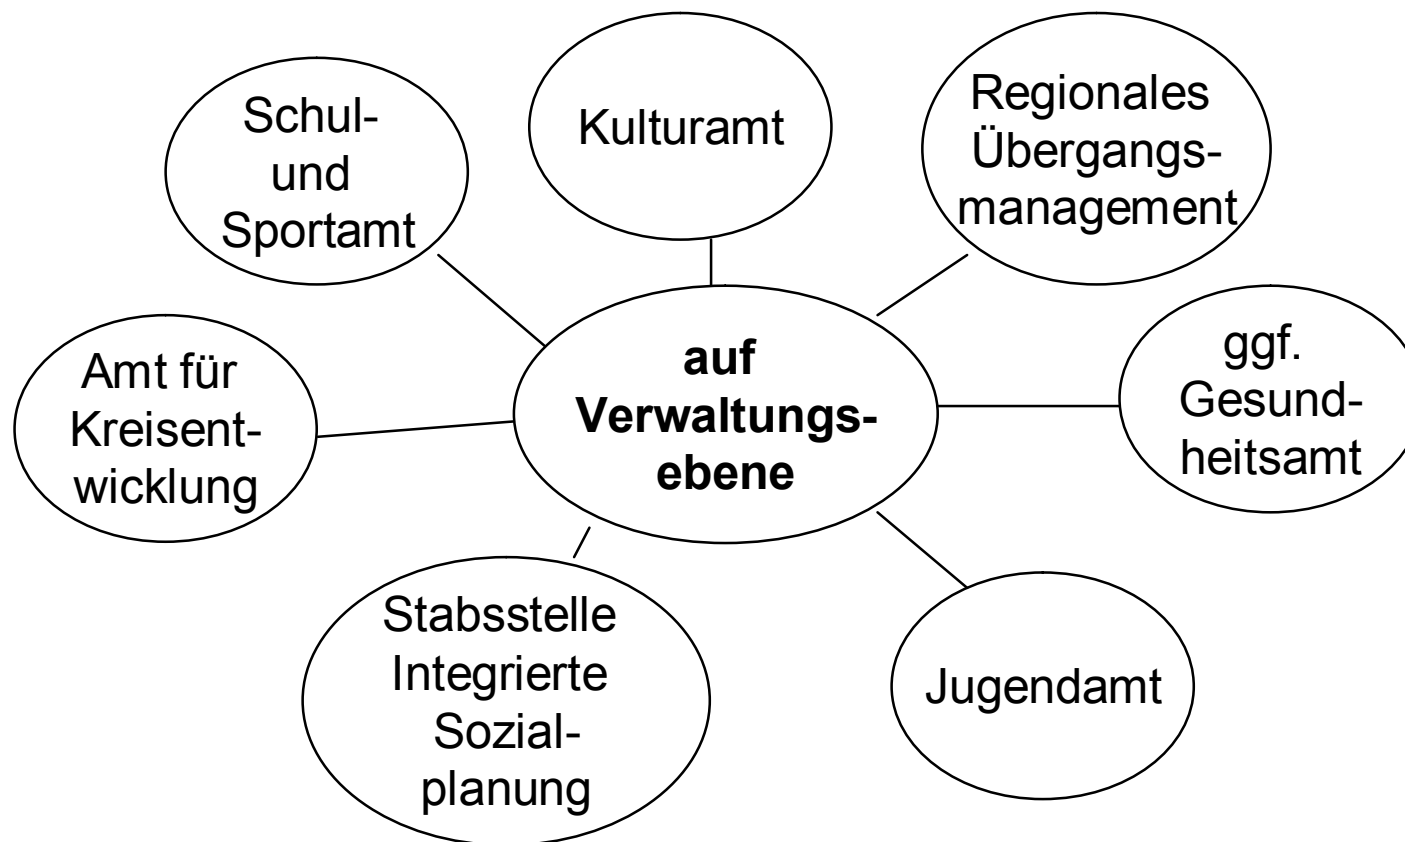 Schul-
und
Sportamt
Kulturamt
Regionales
Übergangs-
management
Amt für
Kreisent-
wicklung
auf
Verwaltungs-
ebene
ggf.
Gesund-
heitsamt
Stabsstelle
Integrierte
Sozial-
planung
Jugendamt